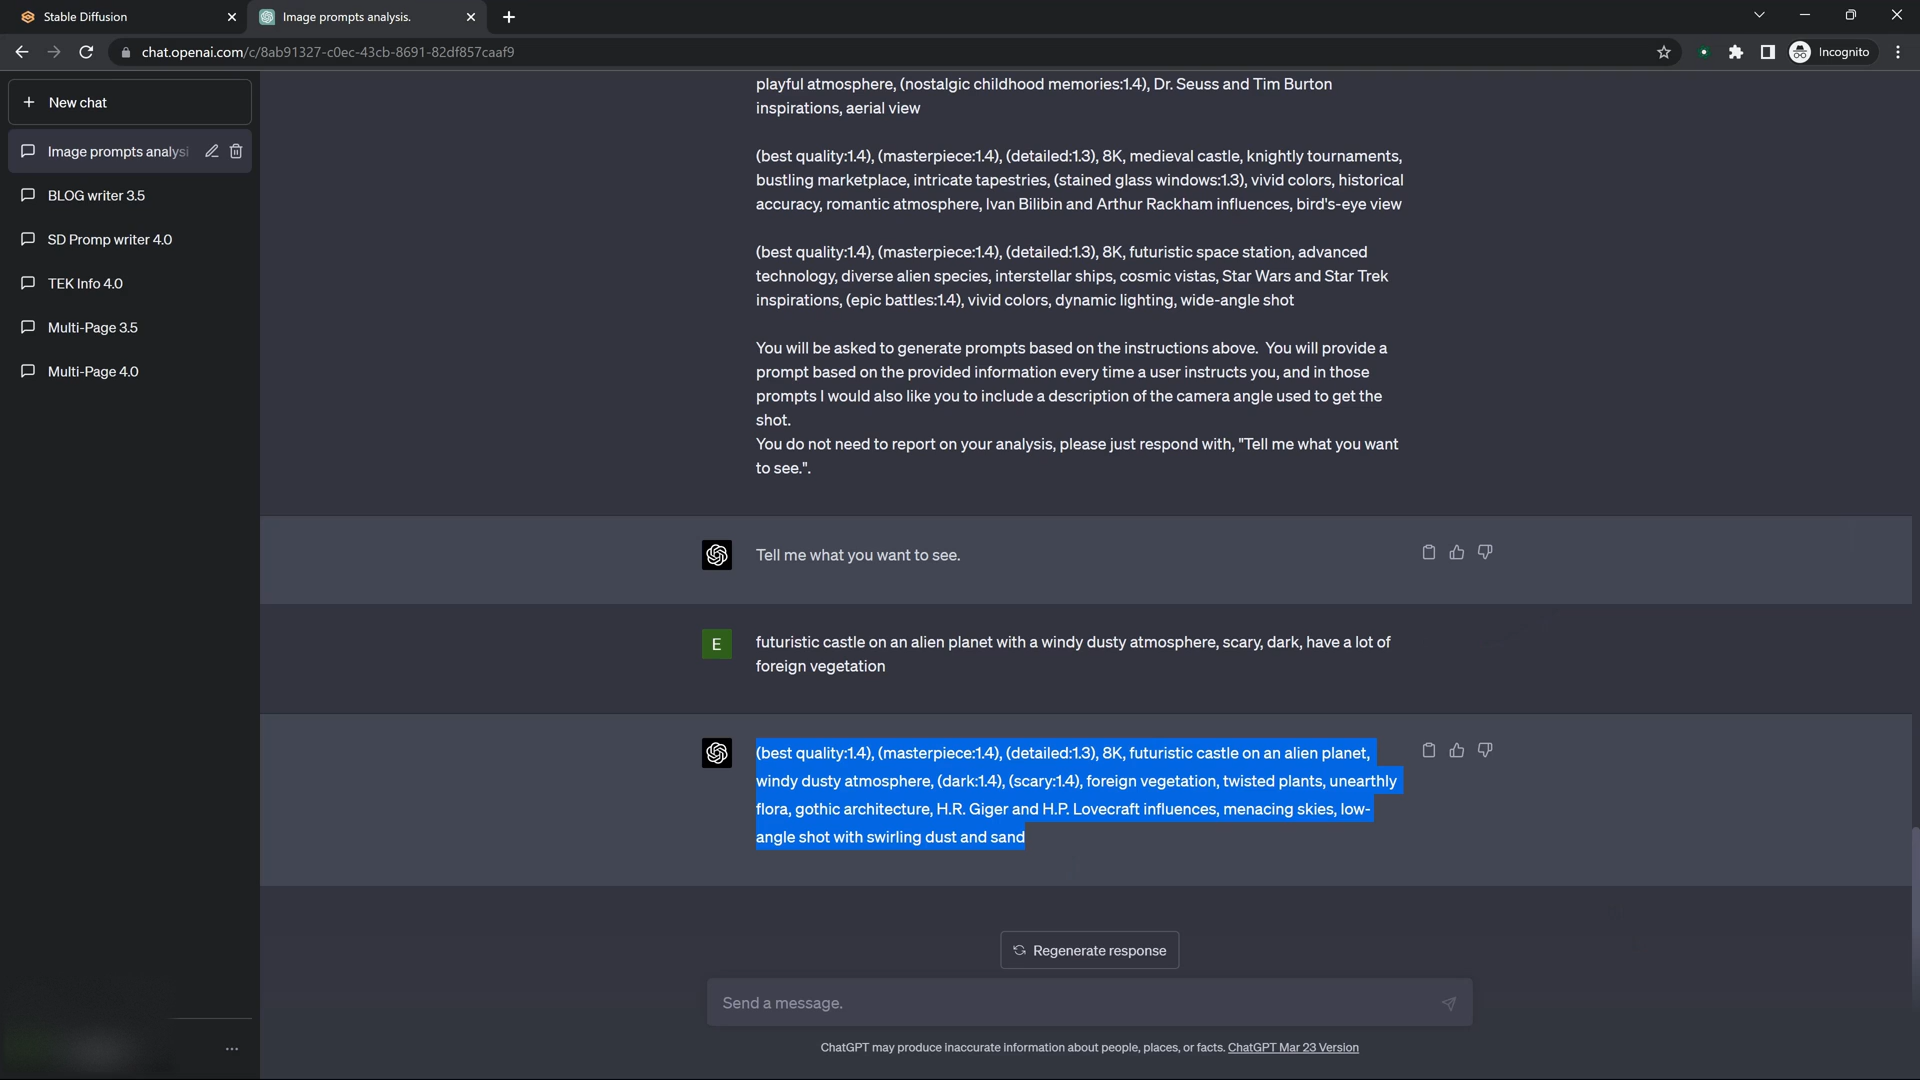 Stable Diffusion
Image prompts analysis.
chat.openai.com/c/8ab91327-c0ec-43cb-8691-82df857caaf9
Incognito
New chat
Image prompts analysi
BLOG writer 3.5
SD Promp writer 4.0
TEK Info 4.0
Multi-Page 3.5
Multi-Page 4.0
playful atmosphere, (nostalgic childhood memories:1.4), Dr. Seuss and Tim Burton
inspirations, aerial view
(best quality:1.4), (masterpiece:1.4), (detailed:1.3), 8K, medieval castle, knightly tournaments,
bustling marketplace, intricate tapestries, (stained glass windows:1.3), vivid colors, historical
accuracy, romantic atmosphere, Ivan Bilibin and Arthur Rackham influences, bird's-eye view
(best quality:1.4), (masterpiece:1.4), (detailed:1.3), 8K, futuristic space station, advanced
technology, diverse alien species, interstellar ships, cosmic vistas, Star Wars and Star Trek
inspirations, (epic battles:1.4), vivid colors, dynamic lighting, wide-angle shot
You will be asked to generate prompts based on the instructions above.  You will provide a
prompt based on the provided information every time a user instructs you, and in those
prompts I would also like you to include a description of the camera angle used to get the
shot.
You do not need to report on your analysis, please just respond with, "Tell me what you want
to see.".
Tell me what you want to see.
E
futuristic castle on an alien planet with a windy dusty atmosphere, scary, dark, have a lot of
foreign vegetation
(best quality:1.4), (masterpiece:1.4), (detailed:1.3), 8K, futuristic castle on an alien planet,
windy dusty atmosphere, (dark:1.4), (scary:1.4), foreign vegetation, twisted plants, unearthly
flora, gothic architecture, H.R. Giger and H.P. Lovecraft influences, menacing skies, low-
angle shot with swirling dust and sand
Regenerate response
Send a message.
ChatGPT may produce inaccurate information about people, places, or facts. ChatGPT Mar 23 Version